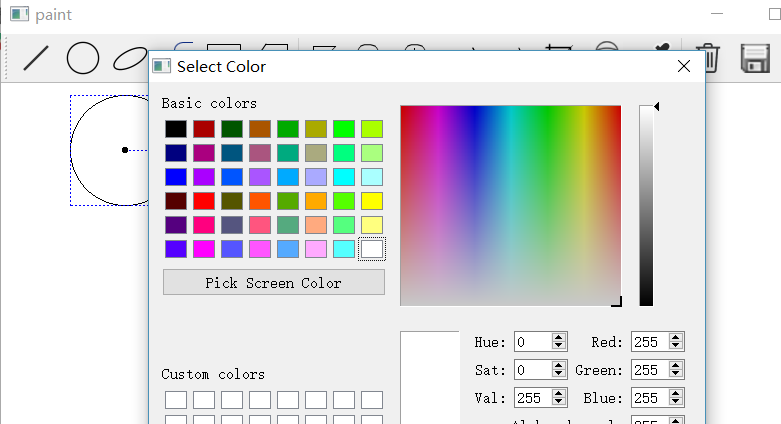 paint
Select Color
Basic colors
Pick Screen Color
Custom colors
Hue: 0 Red: 255
Sat: 0 Green: 255
Val: 255 Blue: 255